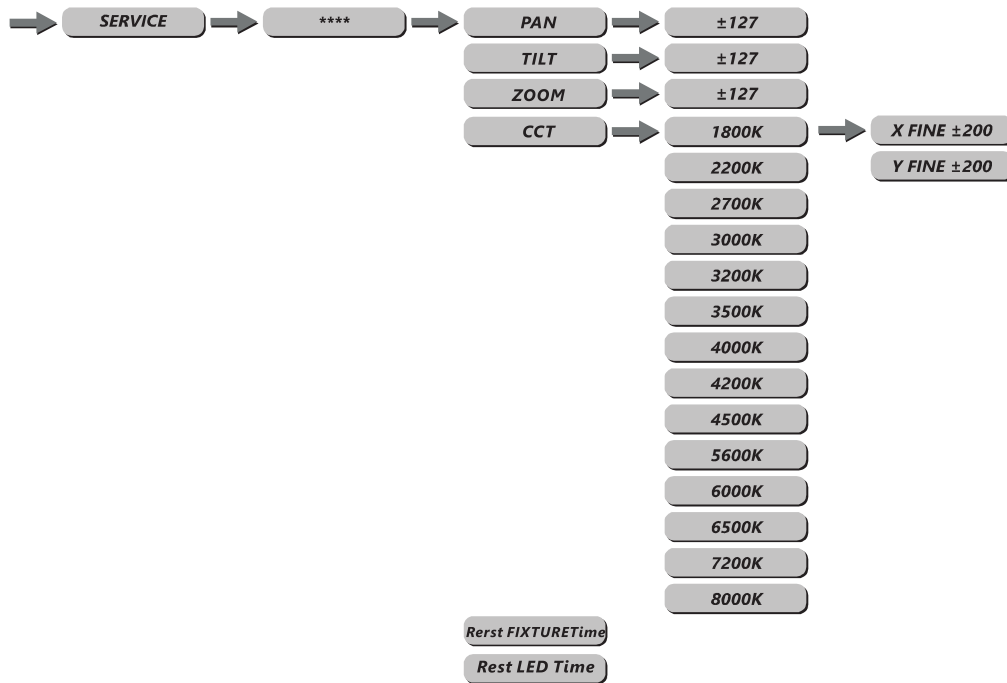 SERVICE
****
PAN
±127
TILT
±127
ZOOM
±127
CCT
1800K
X FINE ±200
2200K
Y FINE ±200
2700K
3000K
3200K
3500K
4000K
4200K
4500K
5600K
6000K
6500K
7200K
8000K
Rerst FIXTURETime
Rest LED Time